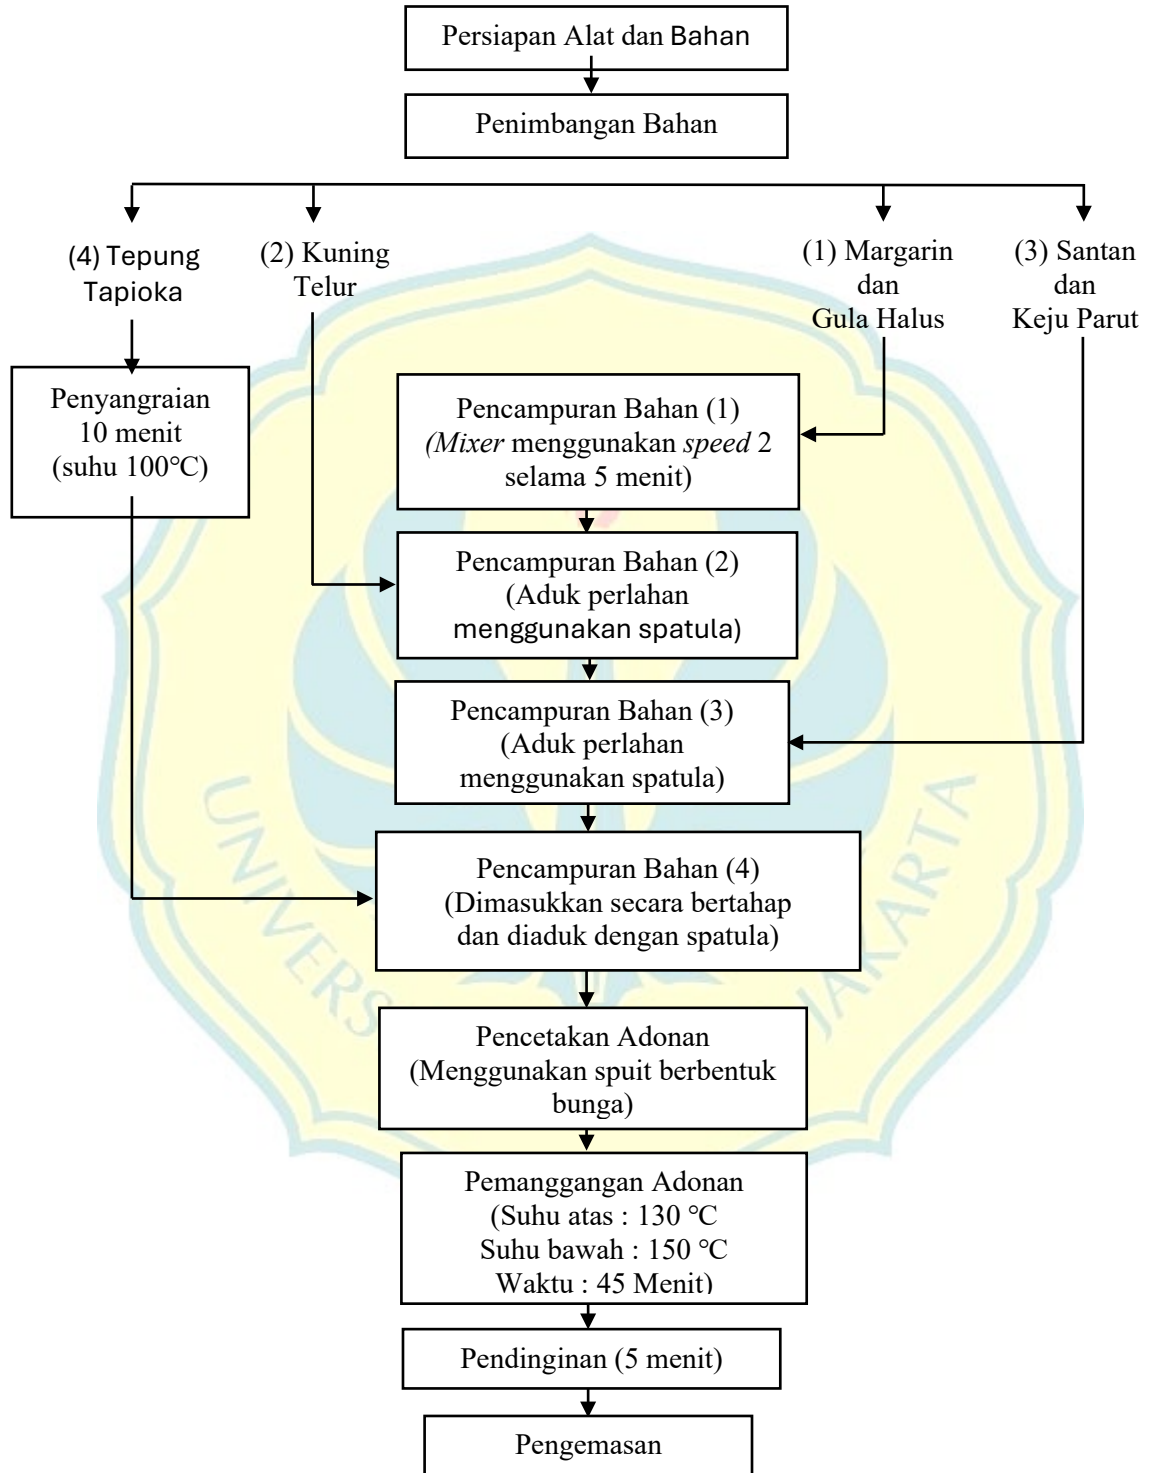 Persiapan Alat dan Bahan
Penimbangan Bahan
(4) Tepung
Tapioka
(2) Kuning
Telur
(1) Margarin
dan
Gula Halus
(3) Santan
dan
Keju Parut
Penyangraian
10 menit
(suhu 100°C)
Pencampuran Bahan (1)
(Mixer menggunakan speed 2
selama 5 menit)
Pencampuran Bahan (2)
(Aduk perlahan
menggunakan spatula)
Pencampuran Bahan (3)
(Aduk perlahan
menggunakan spatula)
Pencampuran Bahan (4)
(Dimasukkan secara bertahap
dan diaduk dengan spatula)
Pencetakan Adonan
(Menggunakan spuit berbentuk
bunga)
Pemanggangan Adonan
(Suhu atas : 130 °C
Suhu bawah : 150 °C
Waktu : 45 Menit)
Pendinginan (5 menit)
Pengemasan
UNIVERS
JAKARTA